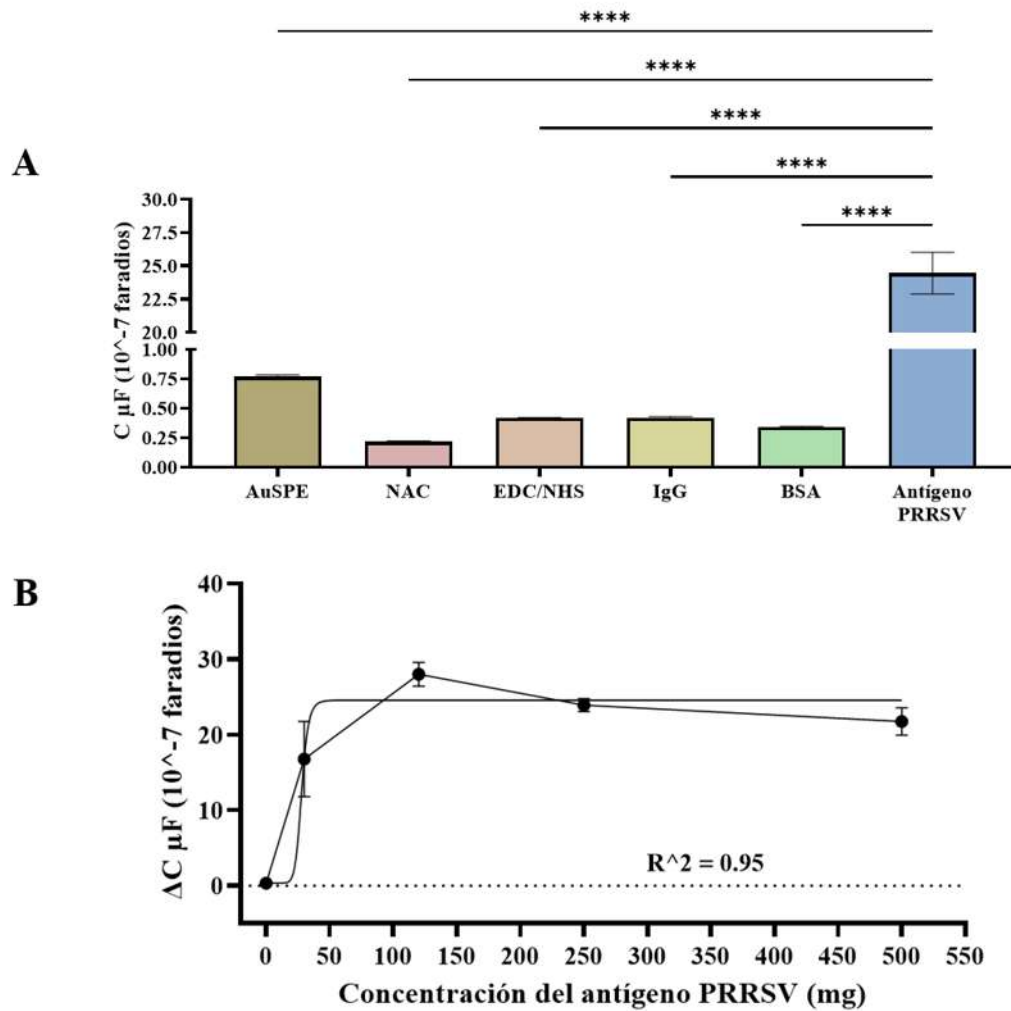 ****
****
****
****
****
A
C µF (10^-7 faradios)
30.0
27.5
25.0
22.5
20.0
1.00
0.75
0.50
0.25
0.00
AuSPE NAC EDC/NHS IgG BSA Antígeno
PRRSV
B
ΔC µF (10^-7 faradios)
40
30
20
10
0
R^2 = 0.95
0 50 100 150 200 250 300 350 400 450 500 550
Concentración del antígeno PRRSV (mg)